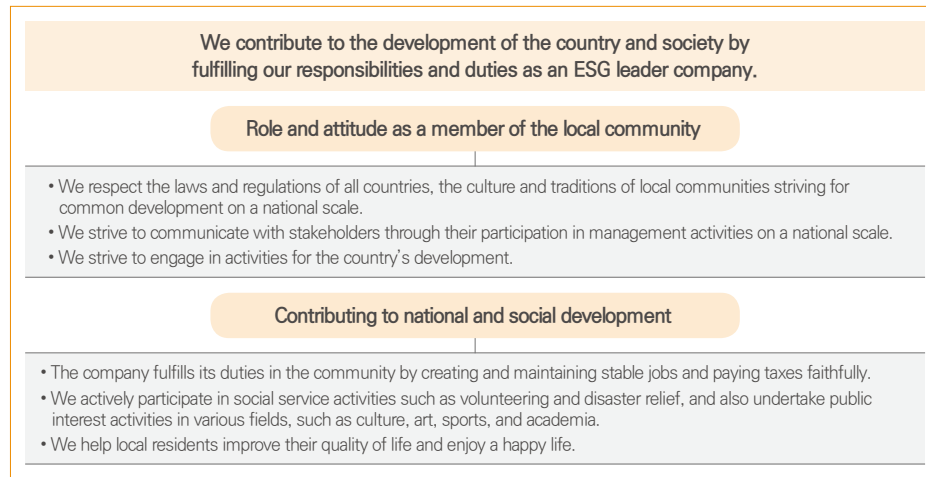 We contribute to the development of the country and society by
fulfilling our responsibilities and duties as an ESG leader company.
Role and attitude as a member of the local community
• We respect the laws and regulations of all countries, the culture and traditions of local communities striving for
common development on a national scale.
• We strive to communicate with stakeholders through their participation in management activities on a national scale.
• We strive to engage in activities for the country's development.
Contributing to national and social development
• The company fulfills its duties in the community by creating and maintaining stable jobs and paying taxes faithfully.
• We actively participate in social service activities such as volunteering and disaster relief, and also undertake public
interest activities in various fields, such as culture, art, sports, and academia.
• We help local residents improve their quality of life and enjoy a happy life.